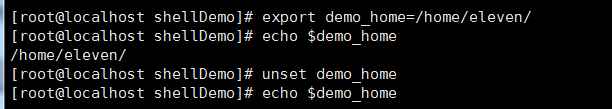 [root@localhost shellDemo]# export demo_home=/home/eleven/
[root@localhost shellDemo]# echo $demo_home
/home/eleven/
[root@localhost shellDemo]# unset demo_home
[root@localhost shellDemo]# echo $demo_home